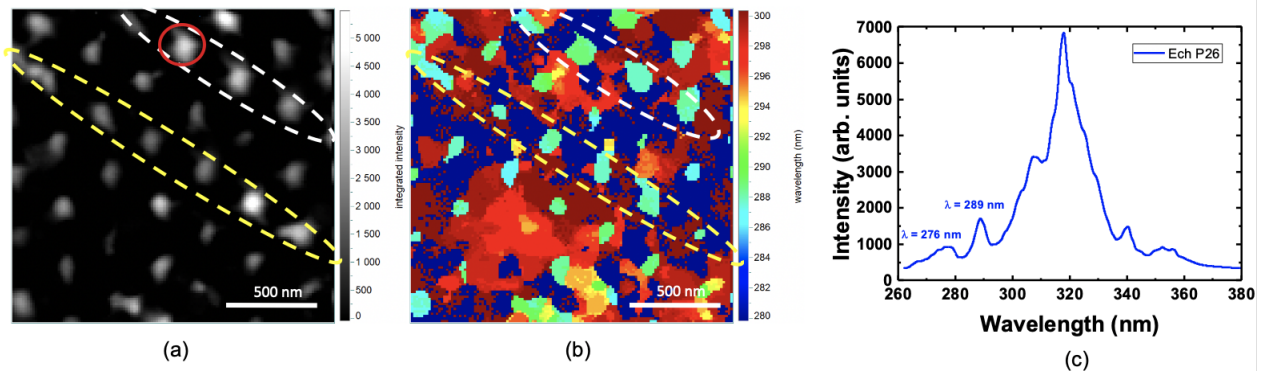 5 000
4 500
4 000
3 500
3 000
2 500
2 000
1 500
1 000
500
0
integrated intensity
500 nm
(a)
300
298
296
294
292
290
288
286
284
282
280
wavelength (nm)
500 nm
(b)
Intensity (arb. units)
7000
6000
5000
4000
3000
2000
1000
0
Ech P26
λ = 289 nm
λ = 276 nm
260 280 300 320 340 360 380
Wavelength (nm)
(c)